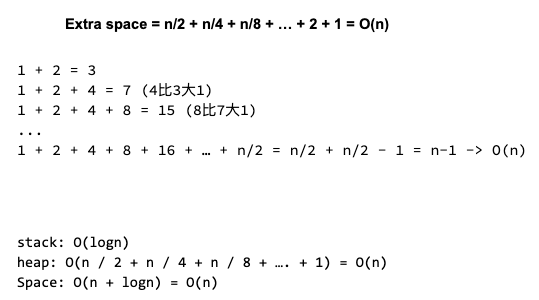 Extra space = n/2 + n/4 + n/8 + … + 2 + 1 = O(n)
1 + 2 = 3
1 + 2 + 4 = 7 (4比3大1)
1 + 2 + 4 + 8 = 15 (8比7大1)
...
1 + 2 + 4 + 8 + 16 + … + n/2 = n/2 + n/2 - 1 = n-1 -> O(n)
stack: O(logn)
heap: O(n / 2 + n / 4 + n / 8 + …. + 1) = O(n)
Space: O(n + logn) = O(n)